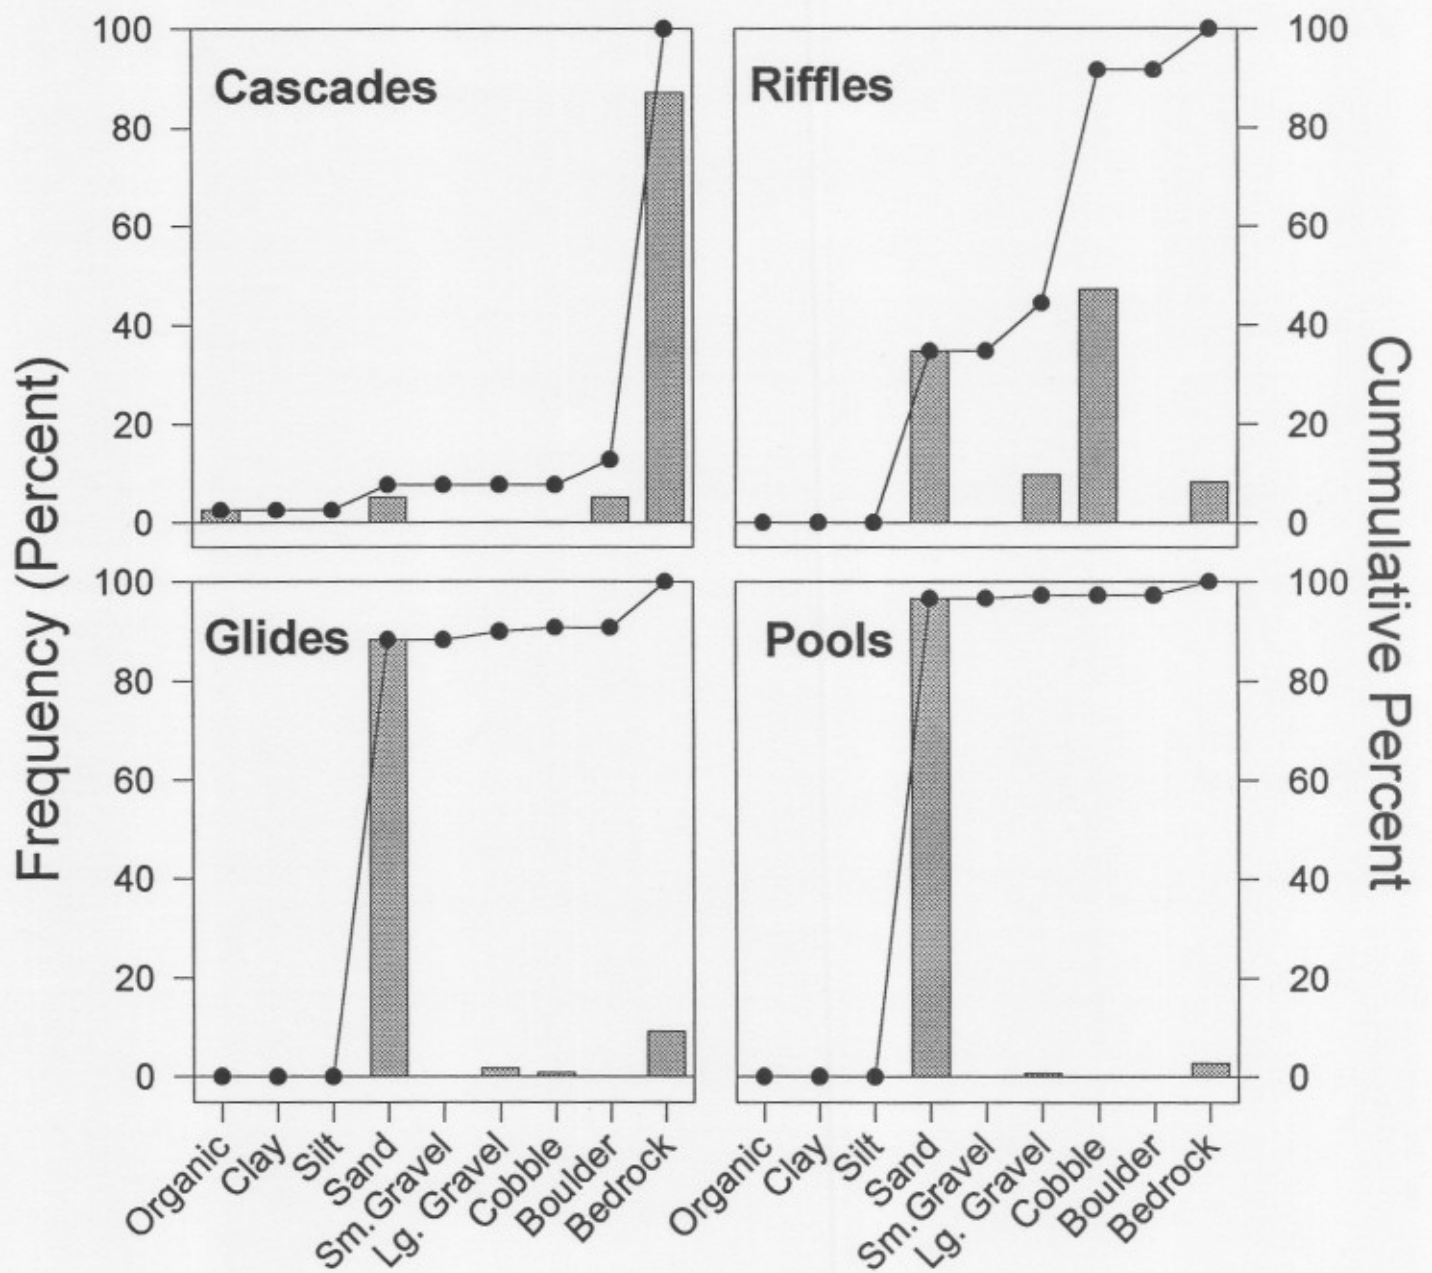 Cascades
Riffles
Glides
Pools
Frequency (Percent)
Cummulative Percent
100
80
60
40
20
0
100
80
60
40
20
0
100
80
60
40
20
0
100
80
60
40
20
0
Organic
Clay
Silt
Sand
Sm. Gravel
Lg. Gravel
Cobble
Boulder
Bedrock
Organic
Clay
Silt
Sand
Sm. Gravel
Lg. Gravel
Cobble
Boulder
Bedrock